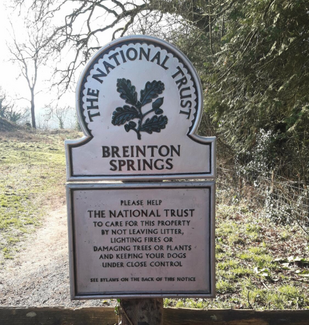 THE NATIONAL TRUST
BREINTON
SPRINGS
PLEASE HELP
THE NATIONAL TRUST
TO CARE FOR THIS PROPERTY
BY NOT LEAVING LITTER,
LIGHTING FIRES OR
DAMAGING TREES OR PLANTS
AND KEEPING YOUR DOGS
UNDER CLOSE CONTROL
SEE BYLAWS ON THE BACK OF THIS NOTICE